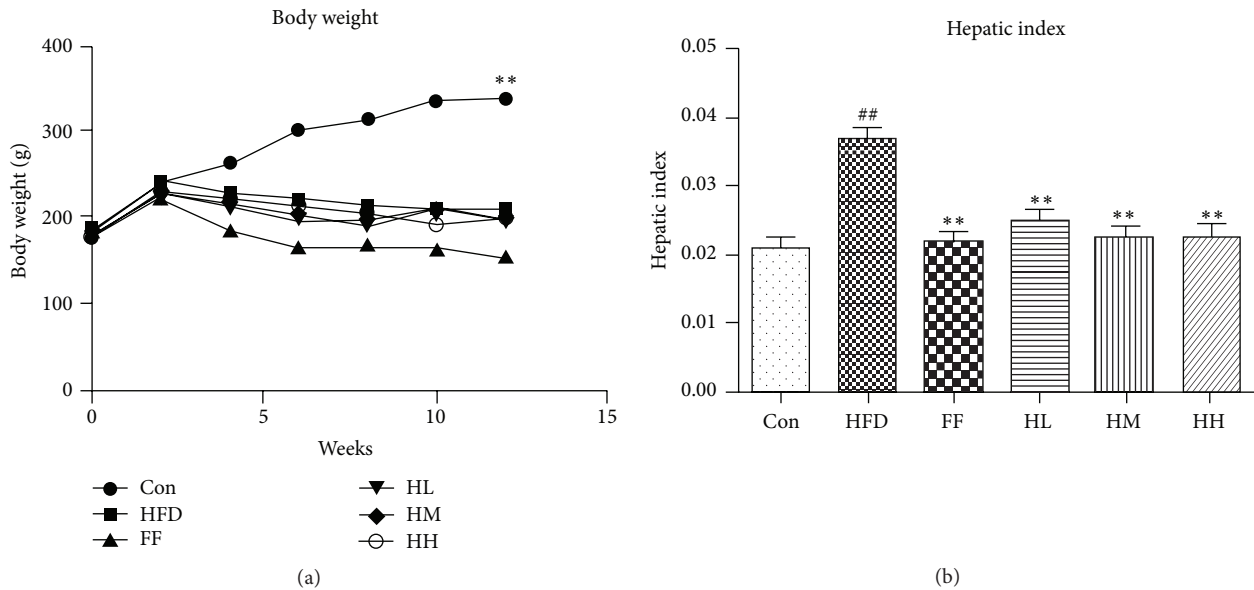 Body weight
400
300
200
100
0
Body weight (g)
**
0 5 10 15
Weeks
Con
HFD
FF
HL
HM
HH
(a)
Hepatic index
0.05
0.04
0.03
0.02
0.01
0.00
Hepatic index
##
** ** ** **
Con HFD FF HL HM HH
(b)